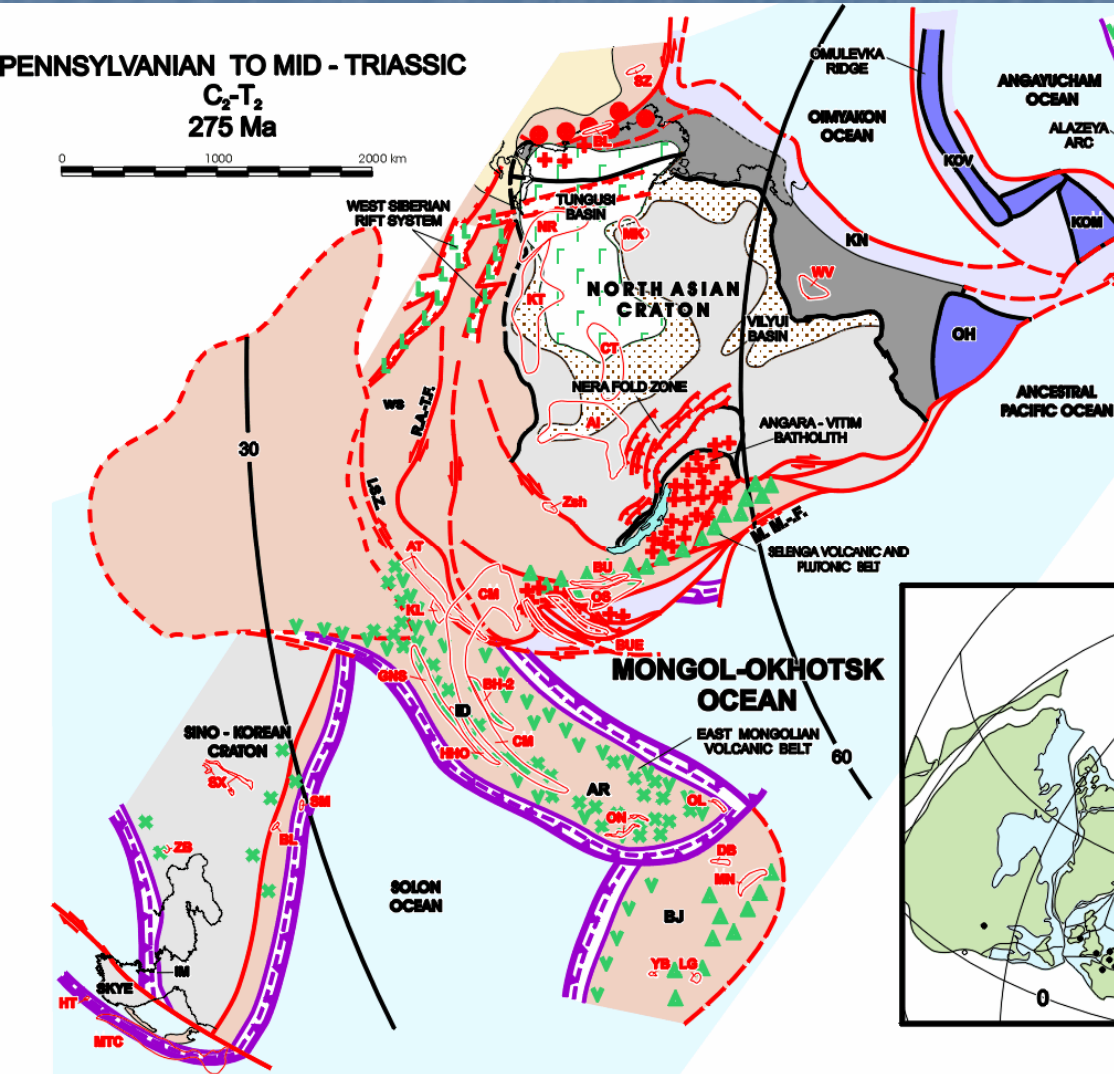 PENNSYLVANIAN TO MID - TRIASSIC
C₂-T₂
275 Ma
0 1000 2000 km
SZ
OMULEVKA
RIDGE
OIMYAKON
OCEAN
ANGAYUCHAM
OCEAN
ALAZEYA
ARC
BL
KOV
KOM
WEST SIBERIAN
RIFT SYSTEM
TUNGUS
BASIN
NR
MK
KN
WV
KT
NORTH ASIAN
CRATON
VILYUI
BASIN
OH
CT
NERA FOLD ZONE
ANCESTRAL
PACIFIC OCEAN
WS
R.A.-T.F.
AI
ANGARA - VITIM
BATHOLITH
30
I.S.Z.
Zsh
M. M.-.F.
AT
SELENGA VOLCANIC AND
PLUTONIC BELT
BU
CM
OS
KL
BUE
MONGOL-OKHOTSK
OCEAN
GNS
BH-2
ID
SINO - KOREAN
CRATON
HHO
CM
EAST MONGOLIAN
VOLCANIC BELT
60
SX
SM
AR
OL
ON
BL
ZB
DB
MN
SOLON
OCEAN
BJ
IM
YB LG
SKYE
HT
MTC
0